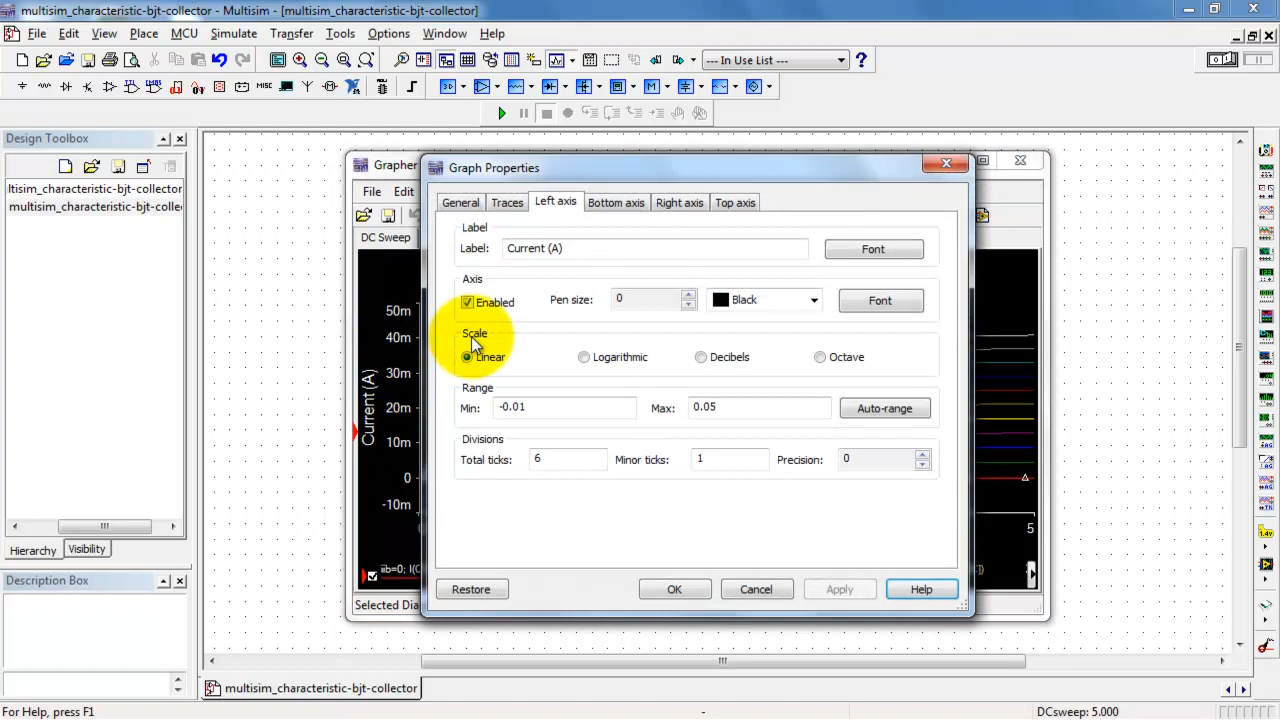 multisim_characteristic-bjt-collector - Multisim - [multisim_characteristic-bjt-collector]
File Edit View Place MCU Simulate Transfer Tools Options Window Help
--- In Use List ---
Design Toolbox
ltisim_characteristic-bjt-collector
multisim_characteristic-bjt-colle
Hierarchy Visibility
Description Box
Grapher
File Edit
DC Sweep
Current (A)
50m
40m
30m
20m
10m
0
-10m
5
iib=0; I(
Selected Dia
Graph Properties
General Traces Left axis Bottom axis Right axis Top axis
Label
Label: Current (A) Font
Axis
Enabled Pen size: 0 Black Font
Scale
Linear Logarithmic Decibels Octave
Range
Min: -0.01 Max: 0.05 Auto-range
Divisions
Total ticks: 6 Minor ticks: 1 Precision: 0
Restore OK Cancel Apply Help
multisim_characteristic-bjt-collector
For Help, press F1 - DCsweep: 5.000